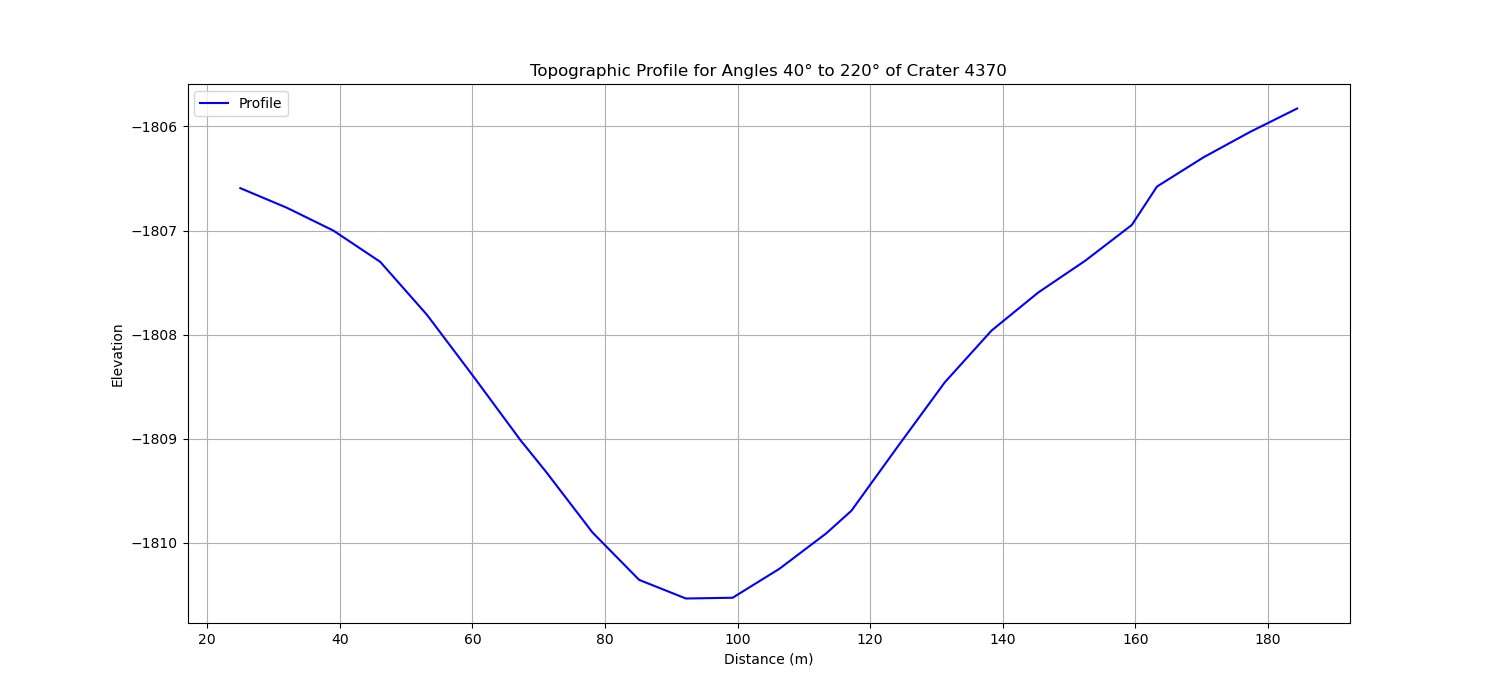 Topographic Profile for Angles 40° to 220° of Crater 4370
Profile
−1806
−1807
−1808
−1809
−1810
Elevation
20 40 60 80 100 120 140 160 180
Distance (m)